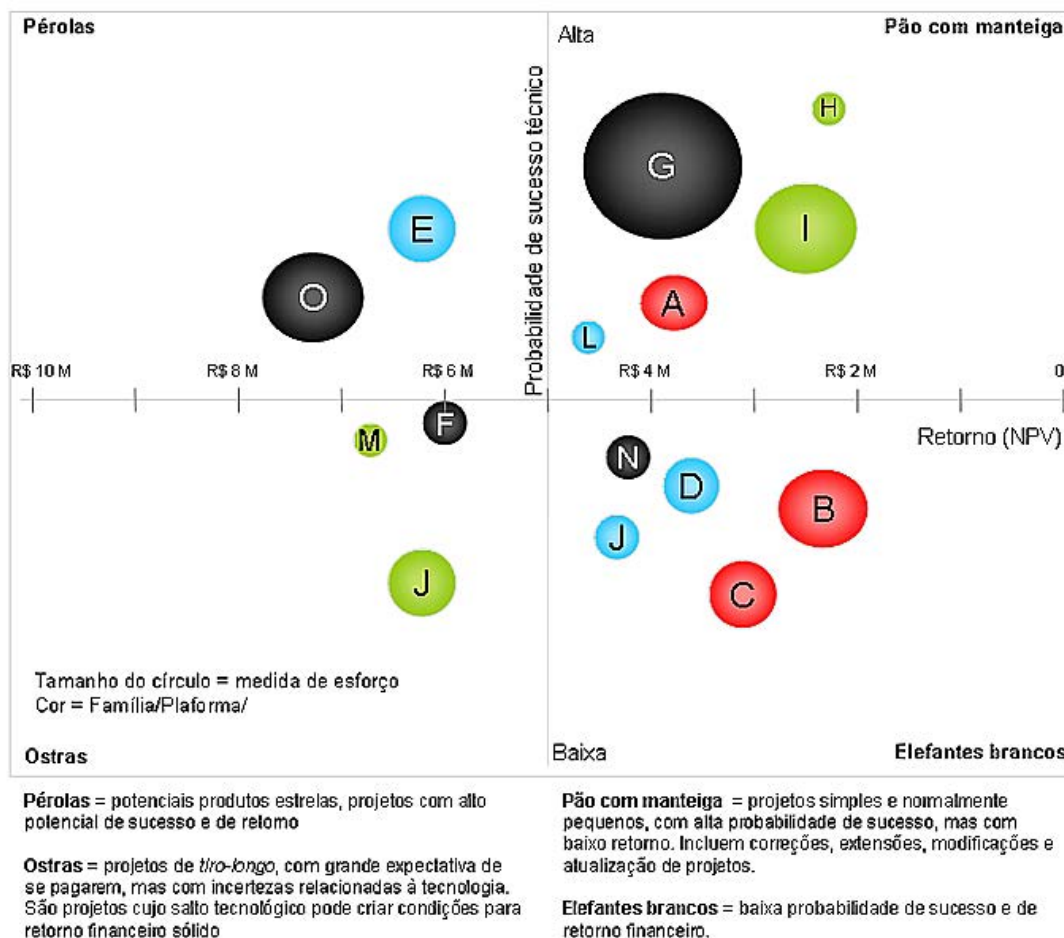 Pérolas
Pão com manteiga
Alta
Probabilidade de sucesso técnico
H
G
E
I
O
A
L
R$ 10 M R$ 8 M R$ 6 M R$ 4 M R$ 2 M 0
F
M
Retorno (NPV)
N
D
B
J
J
C
Tamanho do círculo = medida de esforço
Cor = Família/Plaforma/
Ostras
Baixa
Elefantes brancos
Pérolas = potenciais produtos estrelas, projetos com alto
potencial de sucesso e de retorno
Ostras = projetos de tiro-longo, com grande expectativa de
se pagarem, mas com incertezas relacionadas à tecnologia.
São projetos cujo salto tecnológico pode criar condições para
retorno financeiro sólido
Pão com manteiga = projetos simples e normalmente
pequenos, com alta probabilidade de sucesso, mas com
baixo retorno. Incluem correções, extensões, modificações e
atualização de projetos.
Elefantes brancos = baixa probabilidade de sucesso e de
retorno financeiro.